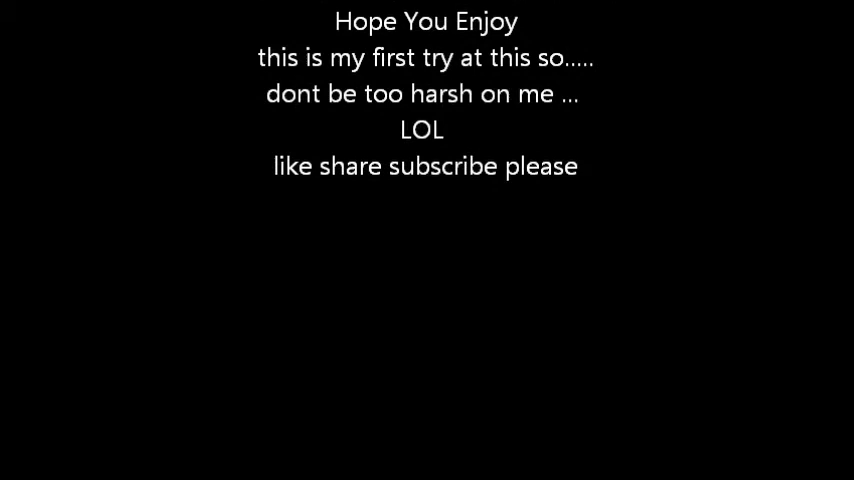 Hope You Enjoy
this is my first try at this so.....
dont be too harsh on me ...
LOL
like share subscribe please